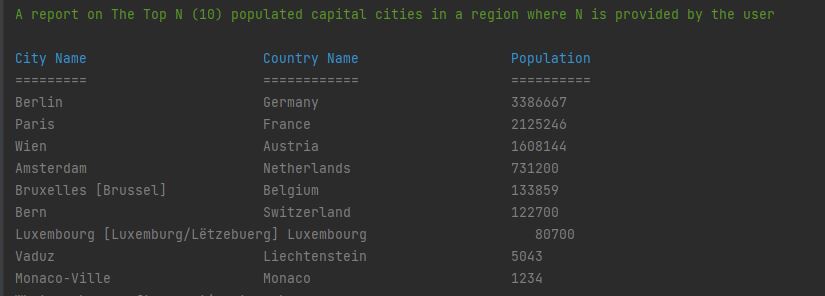 A report on The Top N (10) populated capital cities in a region where N is provided by the user
City Name Country Name Population
========= ============ ==========
Berlin Germany 3386667
Paris France 2125246
Wien Austria 1608144
Amsterdam Netherlands 731200
Bruxelles [Brussel] Belgium 133859
Bern Switzerland 122700
Luxembourg [Luxemburg/Lëtzebuerg] Luxembourg 80700
Vaduz Liechtenstein 5043
Monaco-Ville Monaco 1234